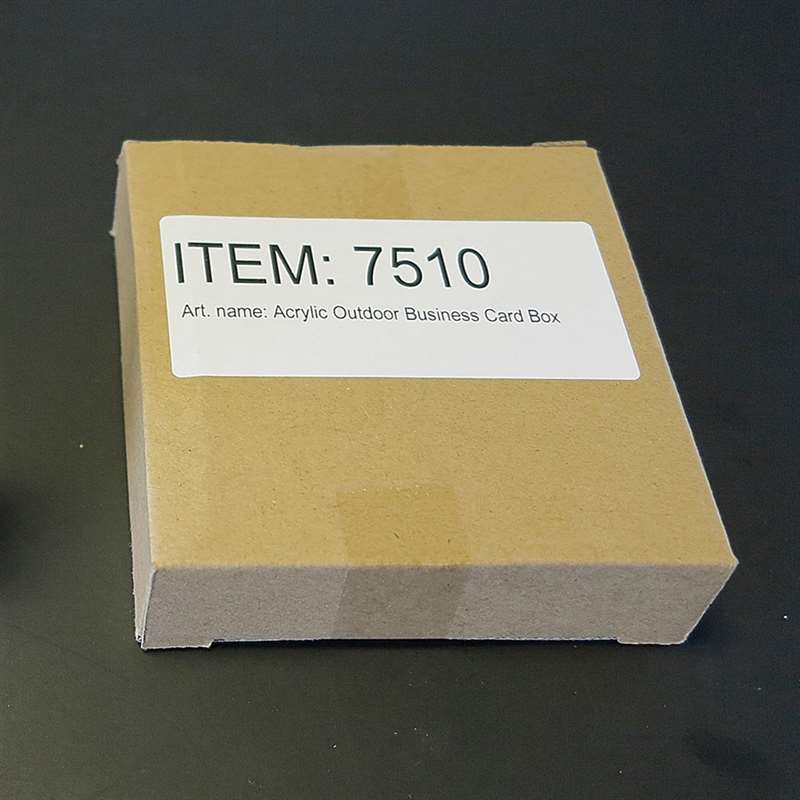 ITEM: 7510
Art. name: Acrylic Outdoor Business Card Box